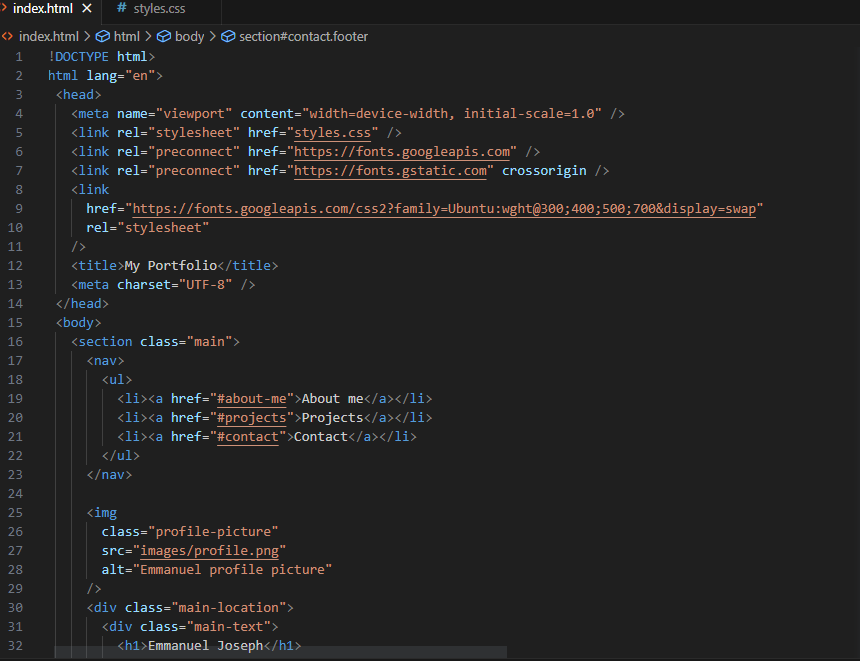 index.html
# styles.css
index.html > html > body > section#contact.footer
1 !DOCTYPE html>
2 html lang="en">
3 <head>
4 <meta name="viewport" content="width=device-width, initial-scale=1.0" />
5 <link rel="stylesheet" href="styles.css" />
6 <link rel="preconnect" href="https://fonts.googleapis.com" />
7 <link rel="preconnect" href="https://fonts.gstatic.com" crossorigin />
8 <link
9 href="https://fonts.googleapis.com/css2?family=Ubuntu:wght@300;400;500;700&display=swap"
10 rel="stylesheet"
11 />
12 <title>My Portfolio</title>
13 <meta charset="UTF-8" />
14 </head>
15 <body>
16 <section class="main">
17 <nav>
18 <ul>
19 <li><a href="#about-me">About me</a></li>
20 <li><a href="#projects">Projects</a></li>
21 <li><a href="#contact">Contact</a></li>
22 </ul>
23 </nav>
24
25 <img
26 class="profile-picture"
27 src="images/profile.png"
28 alt="Emmanuel profile picture"
29 />
30 <div class="main-location">
31 <div class="main-text">
32 <h1>Emmanuel Joseph</h1>